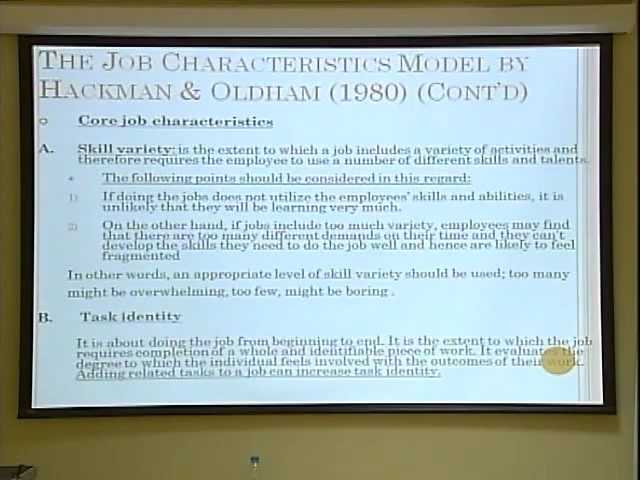 THE JOB CHARACTERISTICS MODEL BY
HACKMAN & OLDHAM (1980) (CONT'D)
Core job characteristics
A. Skill variety: is the extent to which a job includes a variety of activities and
therefore requires the employee to use a number of different skills and talents.
• The following points should be considered in this regard:
1) If doing the jobs does not utilize the employees' skills and abilities, it is
unlikely that they will be learning very much.
2) On the other hand, if jobs include too much variety, employees may find
that there are too many different demands on their time and they can't
develop the skills they need to do the job well and hence are likely to feel
fragmented
In other words, an appropriate level of skill variety should be used; too many
might be overwhelming, too few, might be boring .
B. Task identity
It is about doing the job from beginning to end. It is the extent to which the job
requires completion of a whole and identifiable piece of work. It evaluates the
degree to which the individual feels involved with the outcomes of their work.
Adding related tasks to a job can increase task identity.